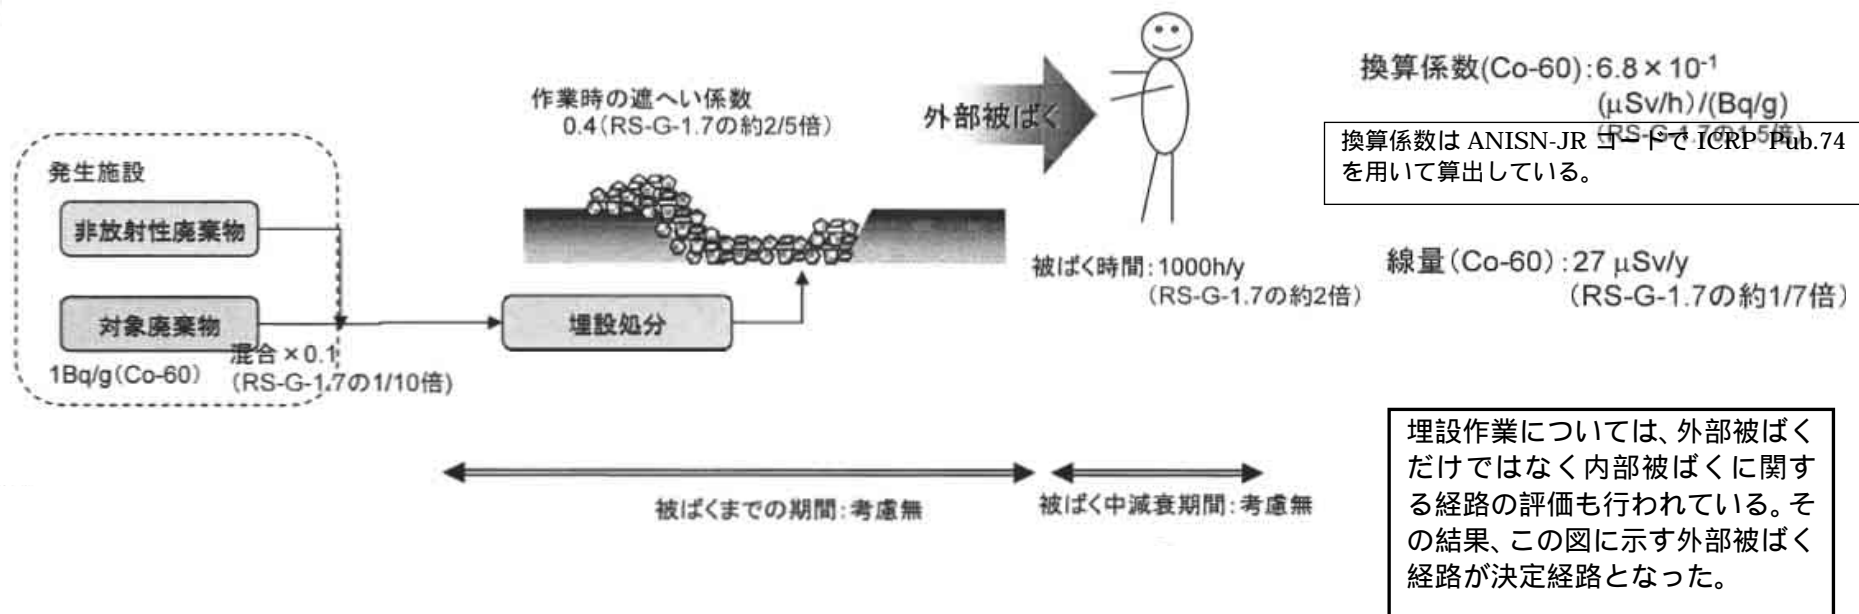 換算係数(Co-60):6.8×10⁻¹
(μSv/h)/(Bq/g)
(RS-G-1.7の1.5倍)
換算係数は ANISN-JR コードで ICRP Pub.74
を用いて算出している。
作業時の遮へい係数
0.4(RS-G-1.7の約2/5倍)
外部被ばく
発生施設
非放射性廃棄物
対象廃棄物
1Bq/g(Co-60)
混合×0.1
(RS-G-1.7の1/10倍)
埋設処分
被ばく時間:1000h/y
(RS-G-1.7の約2倍)
線量(Co-60):27 μSv/y
(RS-G-1.7の約1/7倍)
被ばくまでの期間:考慮無
被ばく中減衰期間:考慮無
埋設作業については、外部被ばく
だけではなく内部被ばくに関す
る経路の評価も行われている。そ
の結果、この図に示す外部被ばく
経路が決定経路となった。